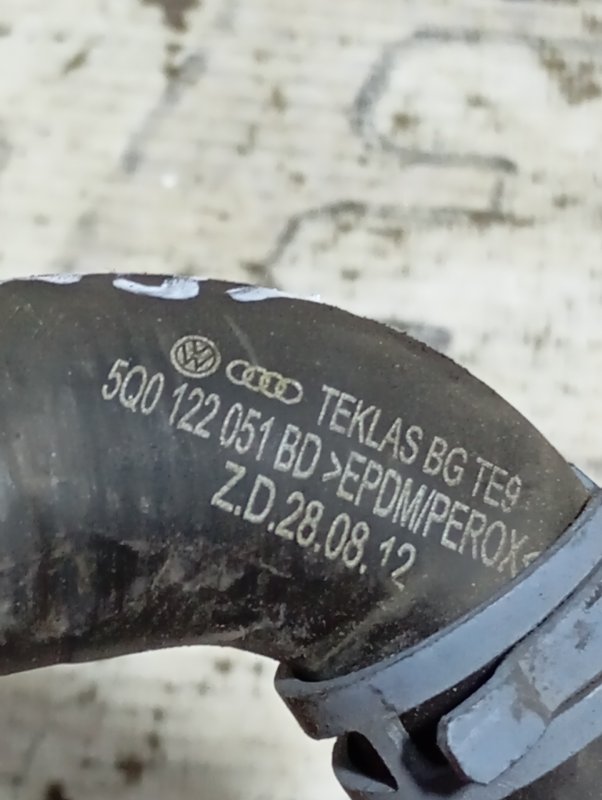 TEKLAS BG TE9
5Q0 122 051 BD >EPDM/PEROX<
Z.D.28.08.12